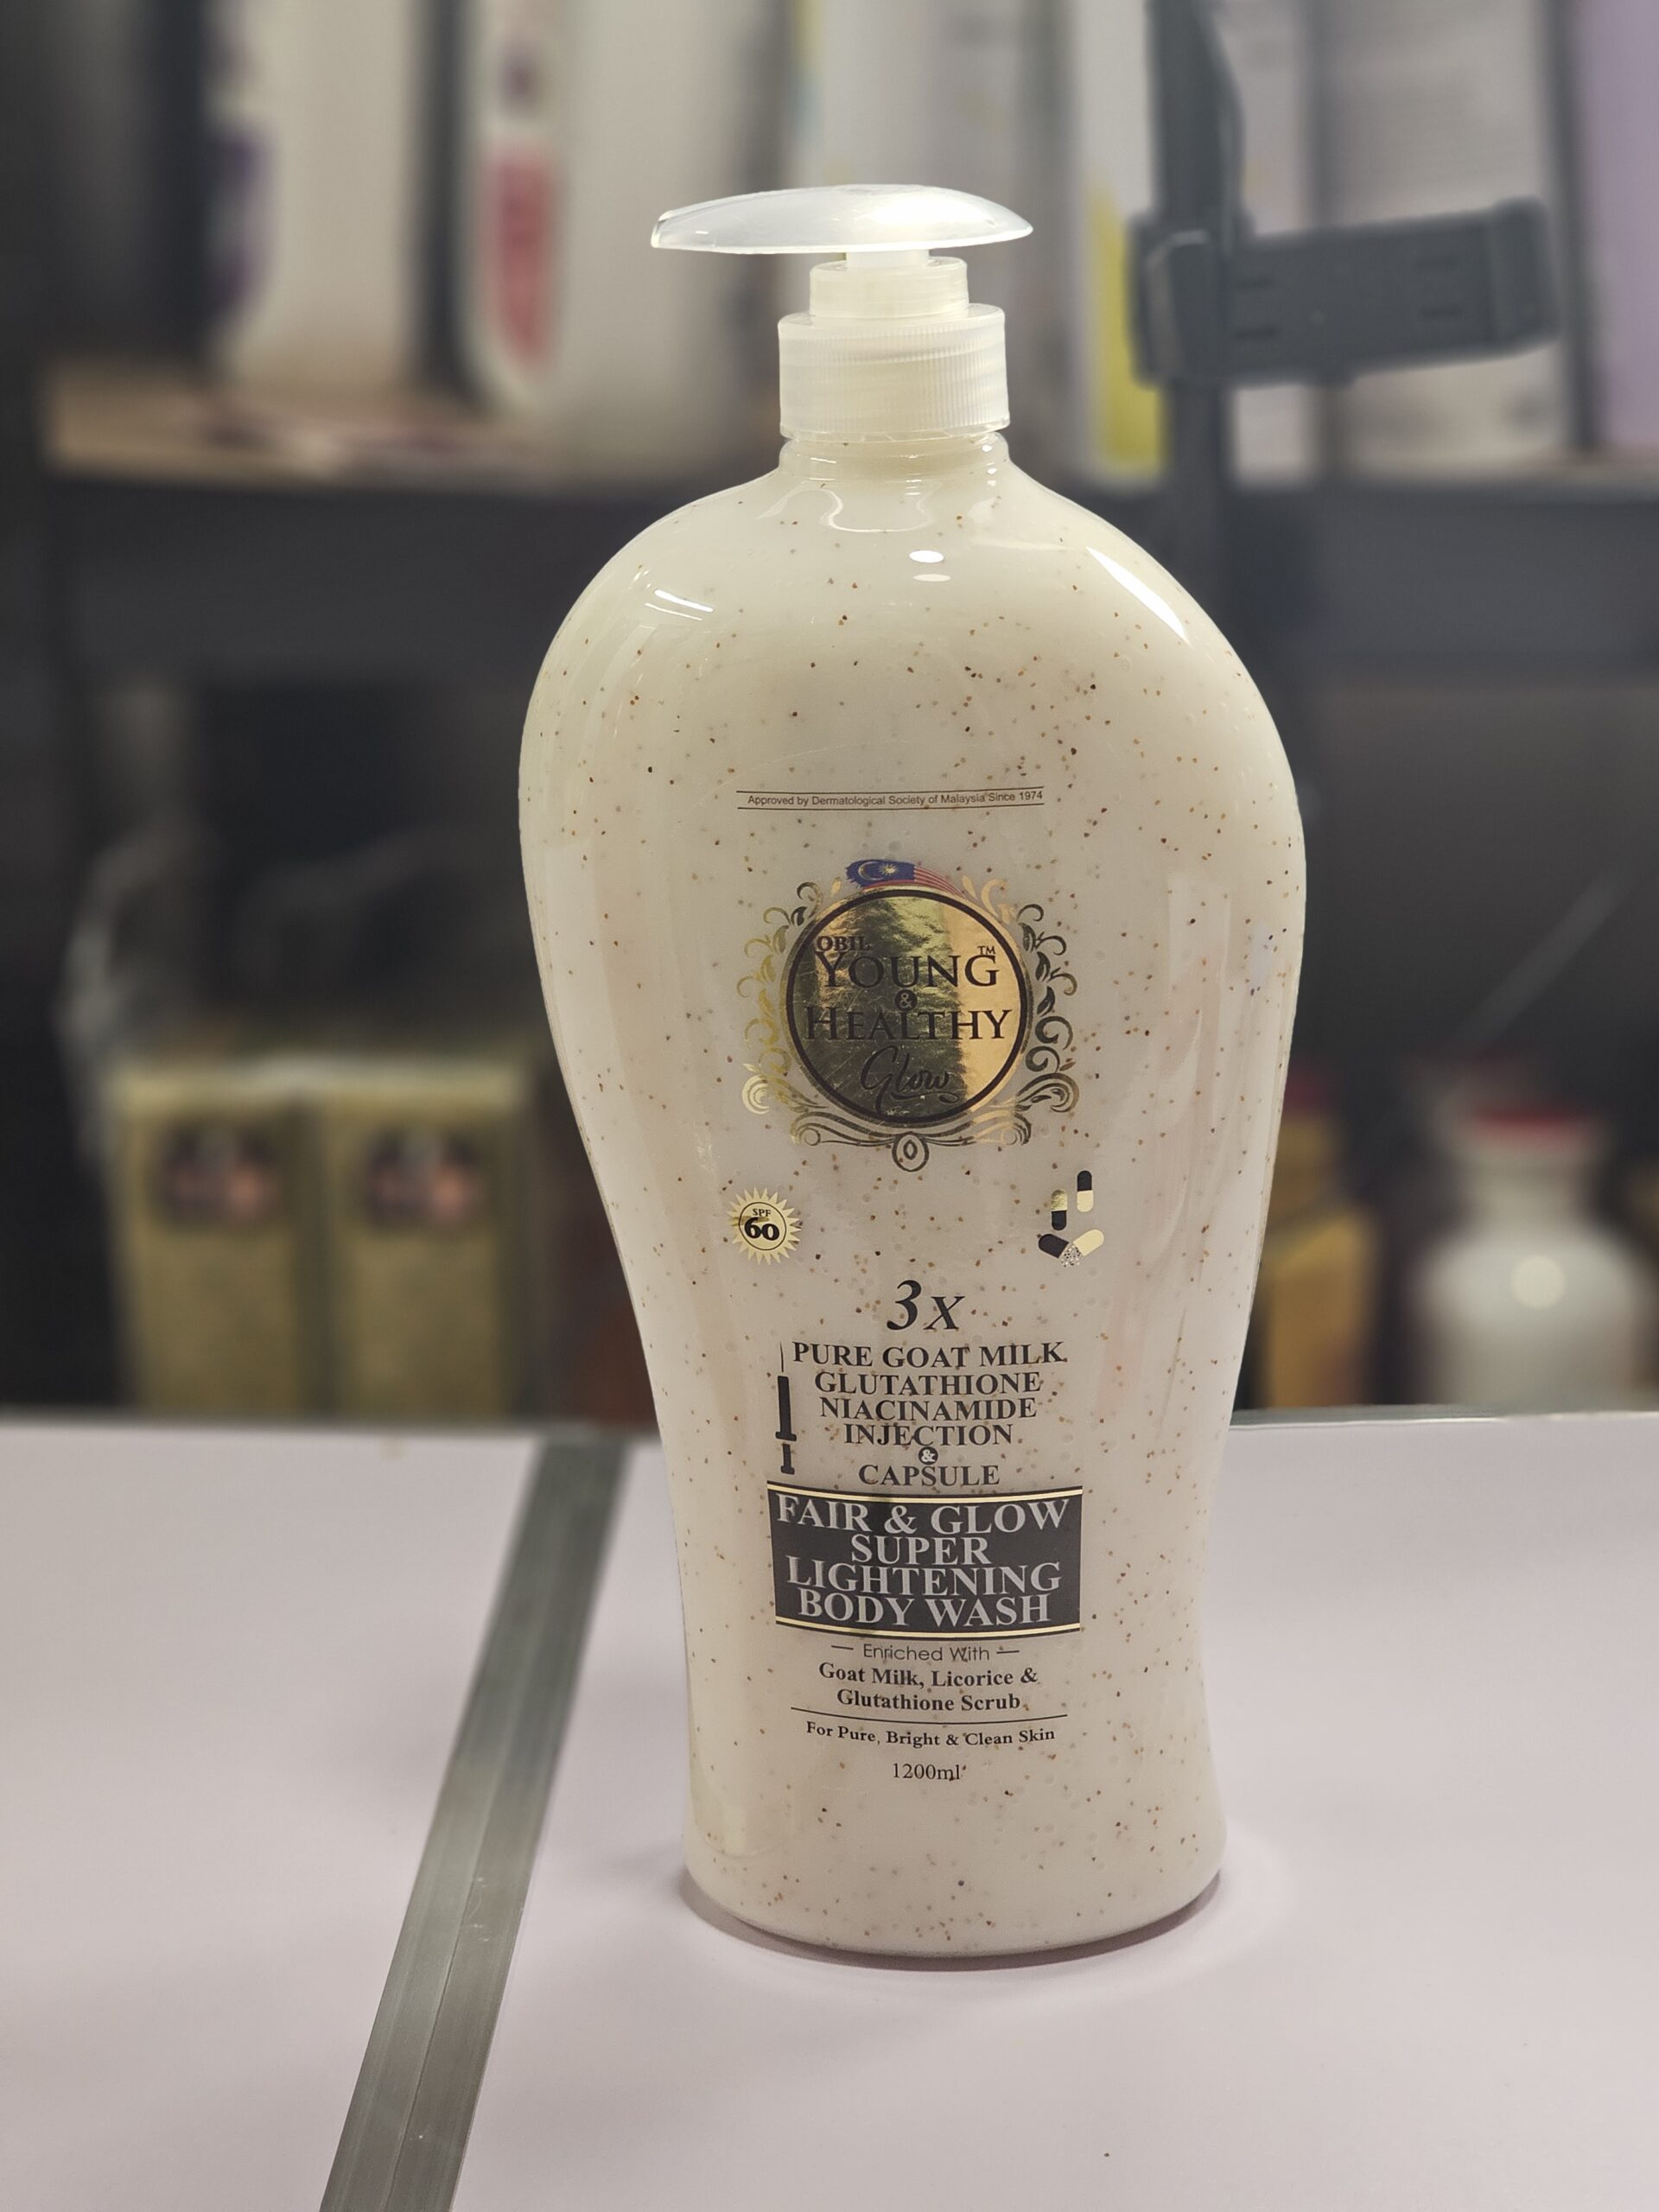 Approved by Dermatological Society of Malaysia Since 1974
OBIL
YOUNG™
&
HEALTHY
Glow
SPF
60
3X
PURE GOAT MILK
GLUTATHIONE
NIACINAMIDE
INJECTION
&
CAPSULE
FAIR & GLOW
SUPER
LIGHTENING
BODY WASH
Enriched With
Goat Milk, Licorice &
Glutathione Scrub
For Pure, Bright & Clean Skin
1200ml